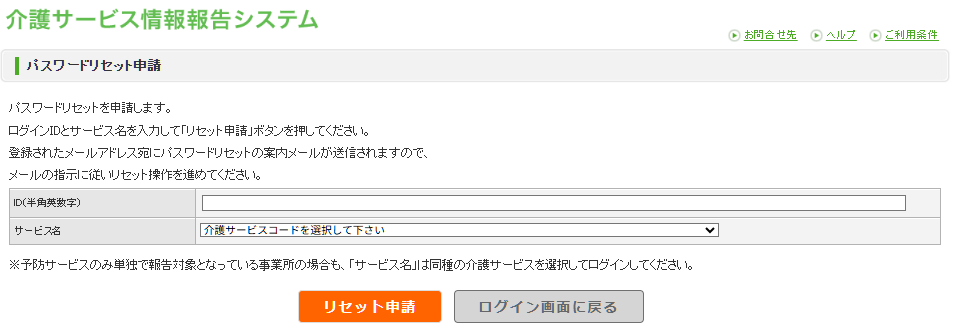 介護サービス情報報告システム
お問合せ先 ヘルプ ご利用条件
パスワードリセット申請
パスワードリセットを申請します。
ログインIDとサービス名を入力して「リセット申請」ボタンを押してください。
登録されたメールアドレス宛にパスワードリセットの案内メールが送信されますので、
メールの指示に従いリセット操作を進めてください。
ID(半角英数字)
サービス名 介護サービスコードを選択して下さい
※予防サービスのみ単独で報告対象となっている事業所の場合も、「サービス名」は同種の介護サービスを選択してログインしてください。
リセット申請 ログイン画面に戻る